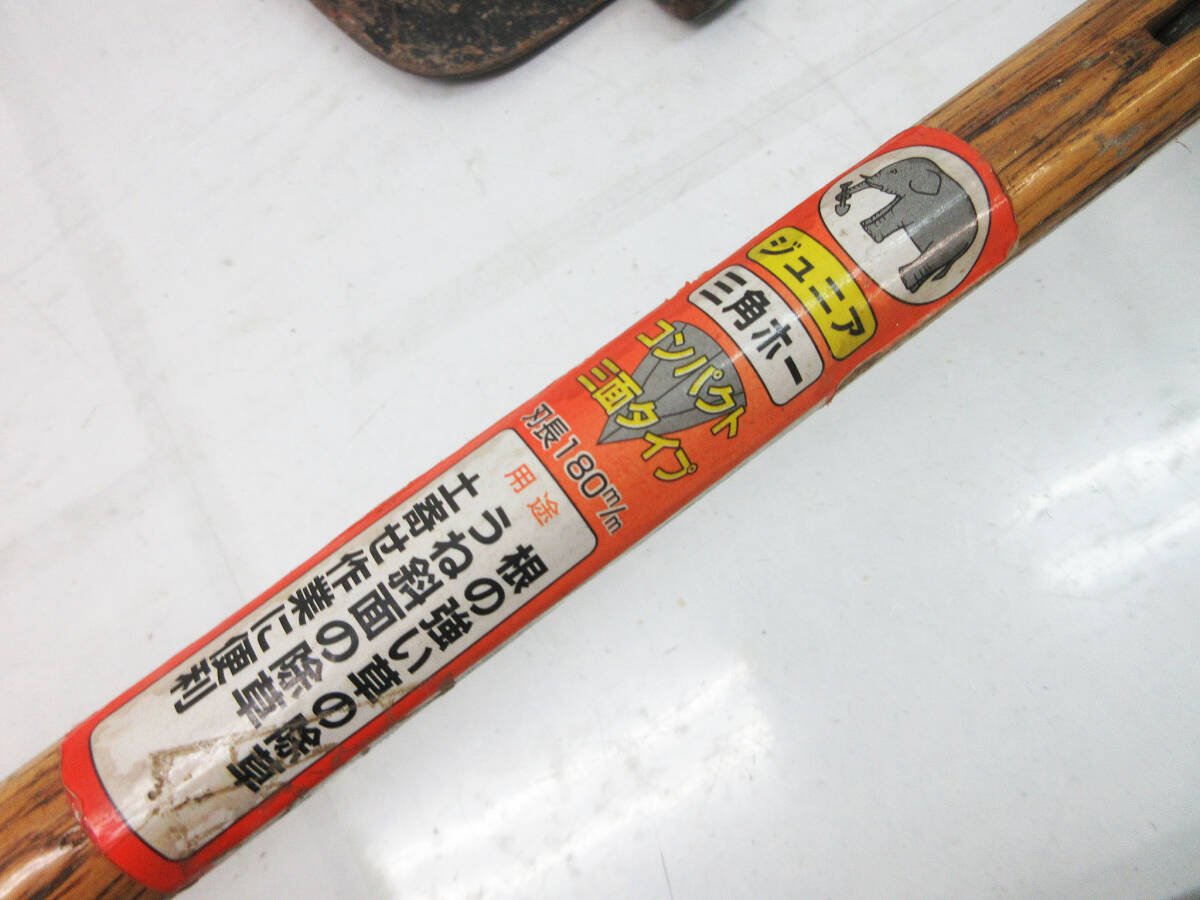 ジュニア
三角ホー
コンパクト
三面タイプ
刃長180m/m
用途
根の強い草の除草
うね斜面の除草
土寄せ作業に便利